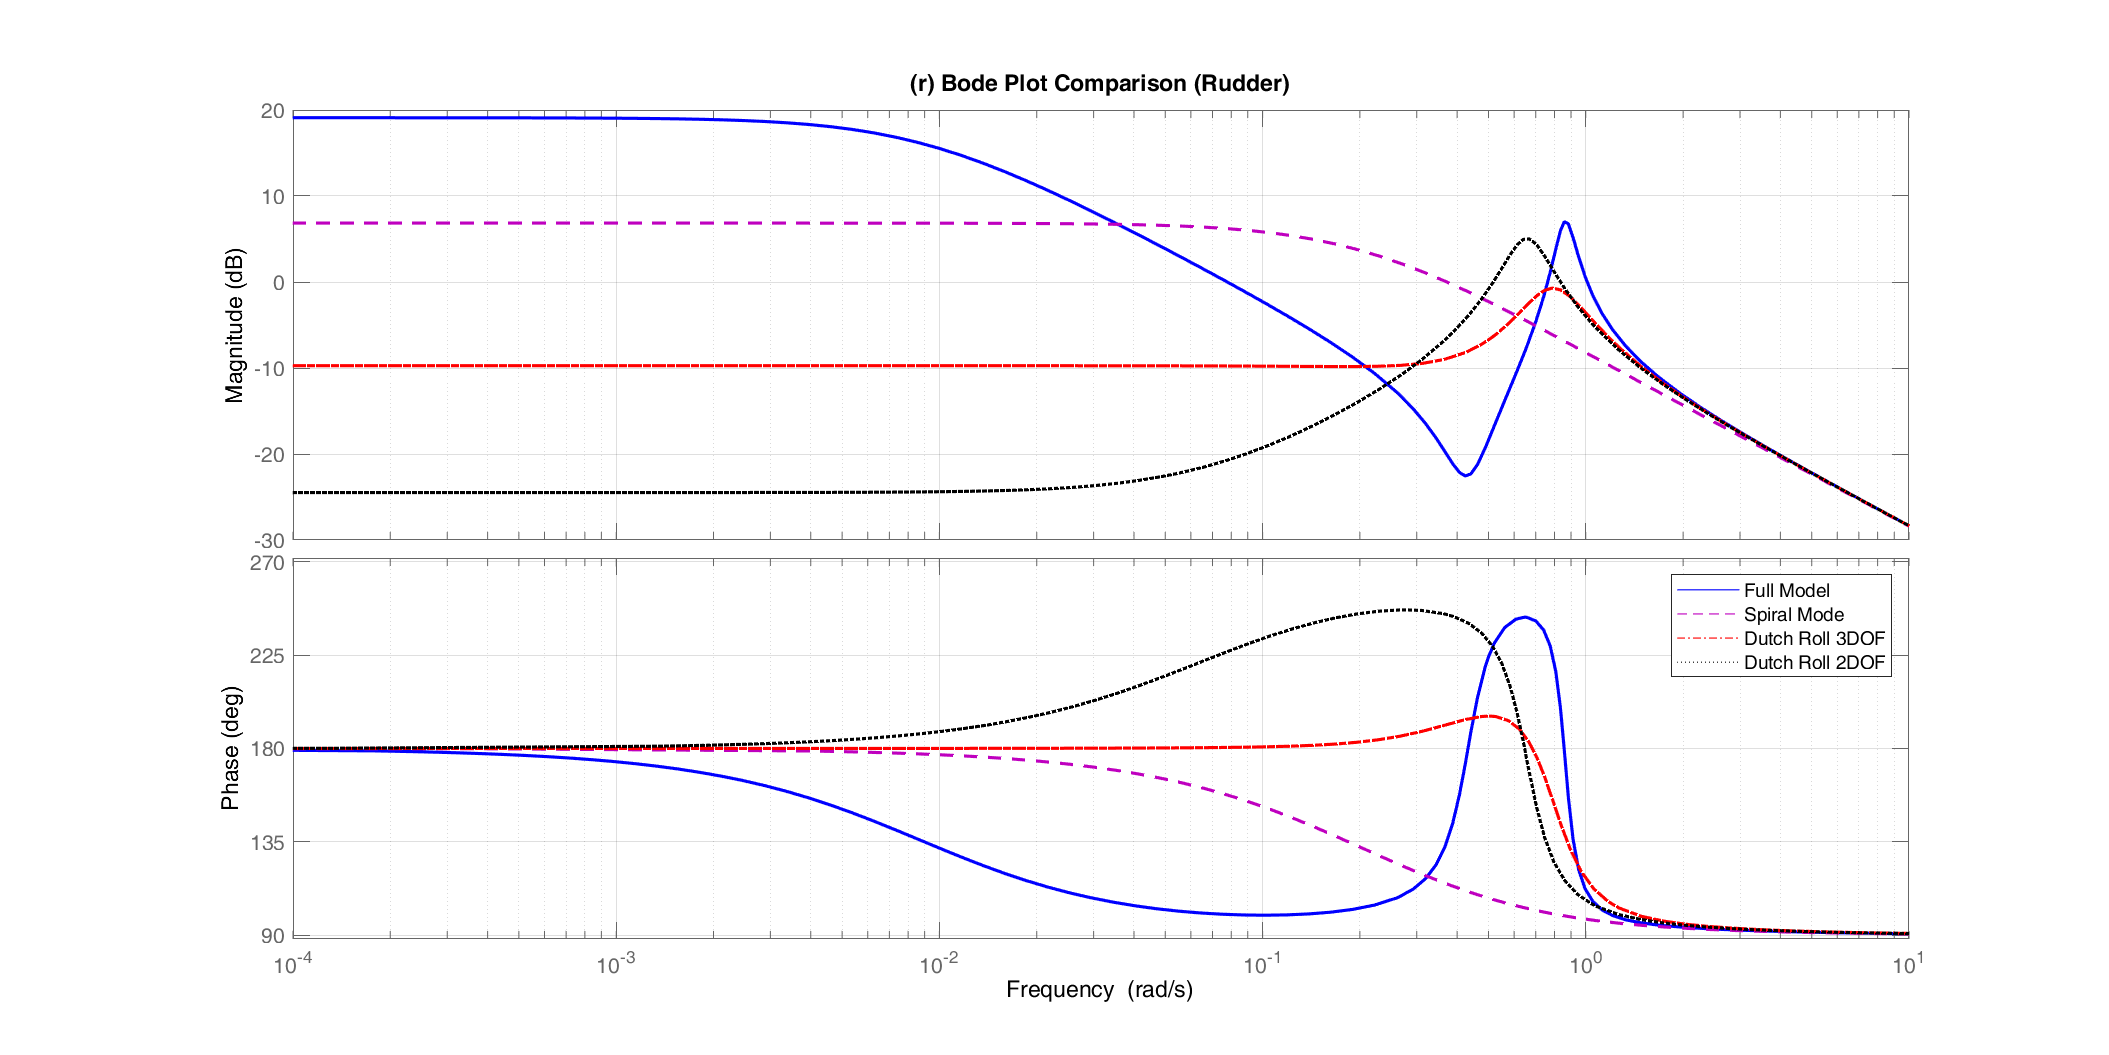 (r) Bode Plot Comparison (Rudder)
20
10
0
-10
-20
-30
Magnitude (dB)
270
225
180
135
90
Phase (deg)
Full Model
Spiral Mode
Dutch Roll 3DOF
Dutch Roll 2DOF
10^-4 10^-3 10^-2 10^-1 10^0 10^1
Frequency (rad/s)